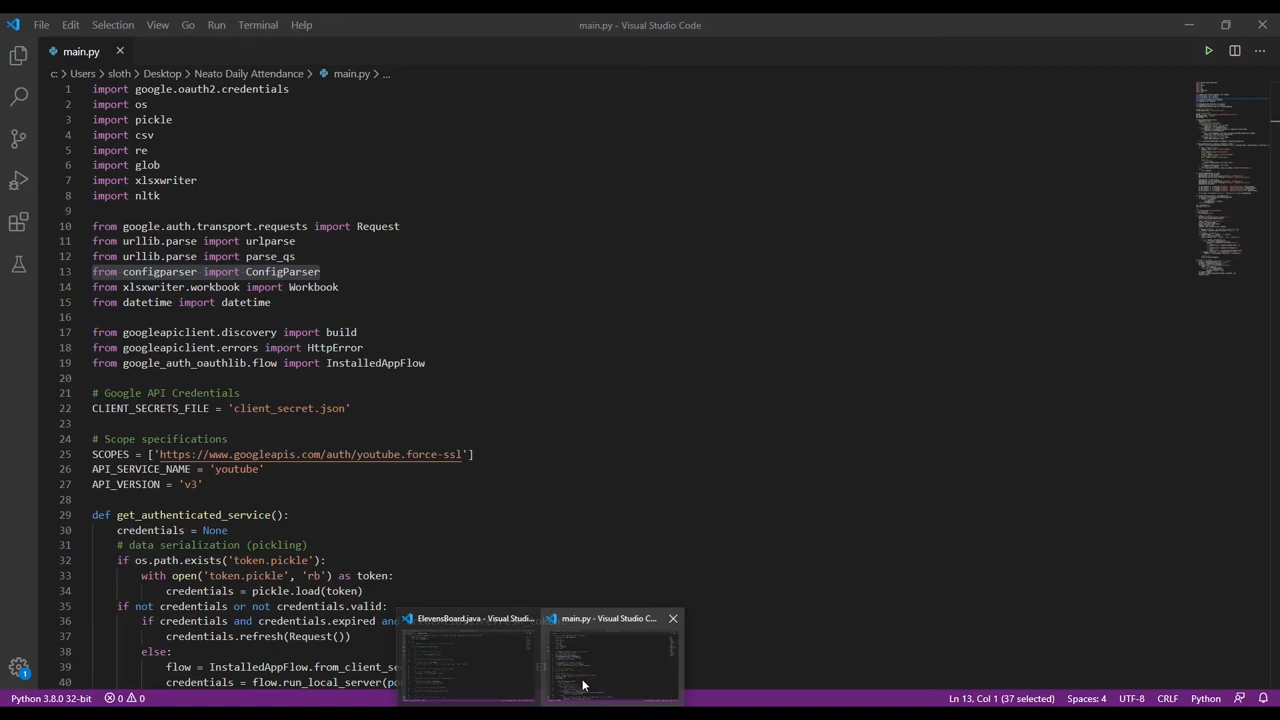 File Edit Selection View Go Run Terminal Help main.py - Visual Studio Code
main.py
c: > Users > sloth > Desktop > Neato Daily Attendance > main.py > ...
1 import google.oauth2.credentials
2 import os
3 import pickle
4 import csv
5 import re
6 import glob
7 import xlsxwriter
8 import nltk
9
10 from google.auth.transport.requests import Request
11 from urllib.parse import urlparse
12 from urllib.parse import parse_qs
13 from configparser import ConfigParser
14 from xlsxwriter.workbook import Workbook
15 from datetime import datetime
16
17 from googleapiclient.discovery import build
18 from googleapiclient.errors import HttpError
19 from google_auth_oauthlib.flow import InstalledAppFlow
20
21 # Google API Credentials
22 CLIENT_SECRETS_FILE = 'client_secret.json'
23
24 # Scope specifications
25 SCOPES = ['https://www.googleapis.com/auth/youtube.force-ssl']
26 API_SERVICE_NAME = 'youtube'
27 API_VERSION = 'v3'
28
29 def get_authenticated_service():
30 credentials = None
31 # data serialization (pickling)
32 if os.path.exists('token.pickle'):
33 with open('token.pickle', 'rb') as token:
34 credentials = pickle.load(token)
35 if not credentials or not credentials.valid:
36 if credentials and credentials.expired and
37 credentials.refresh(Request())
38 else:
39 flow = InstalledAppFlow.from_client_se
40 credentials = flow.run_local_server(po
ElevensBoard.java - Visual Studi... main.py - Visual Studio C...
1
Python 3.8.0 32-bit 0 0 Ln 13, Col 1 (37 selected) Spaces: 4 UTF-8 CRLF Python